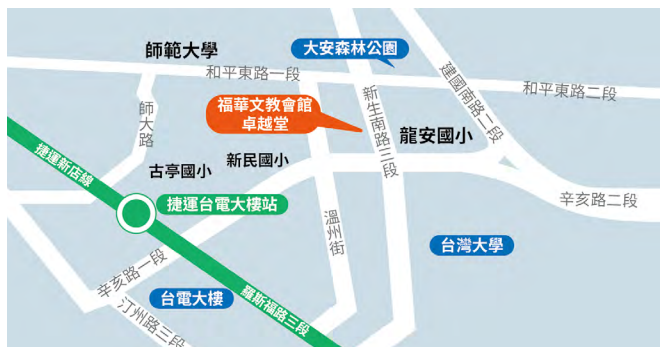 師範大學
大安森林公園
和平東路一段
和平東路二段
建國南路二段
新生南路三段
師大路
福華文教會館
卓越堂
龍安國小
捷運新店線
古亭國小
新民國小
捷運台電大樓站
辛亥路二段
溫州街
台灣大學
辛亥路一段
台電大樓
汀州路三段
羅斯福路三段